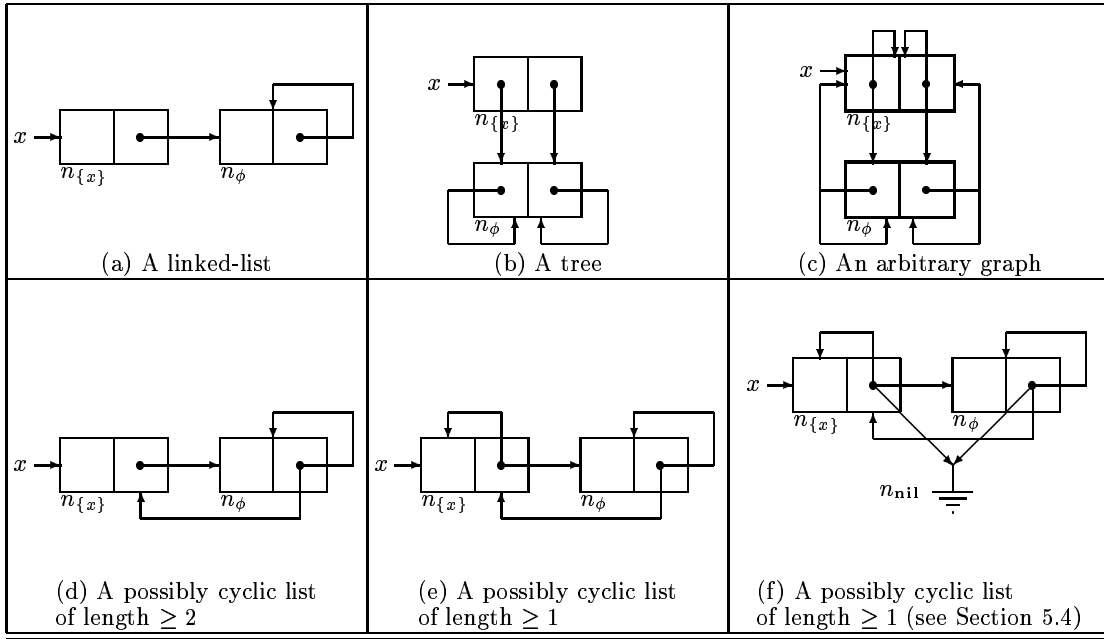 x
n{x}
nφ
(a) A linked-list
x
n{x}
nφ
(b) A tree
x
n{x}
nφ
(c) An arbitrary graph
x
n{x}
nφ
(d) A possibly cyclic list
of length ≥ 2
x
n{x}
nφ
(e) A possibly cyclic list
of length ≥ 1
x
n{x}
nφ
nnil
(f) A possibly cyclic list
of length ≥ 1 (see Section 5.4)